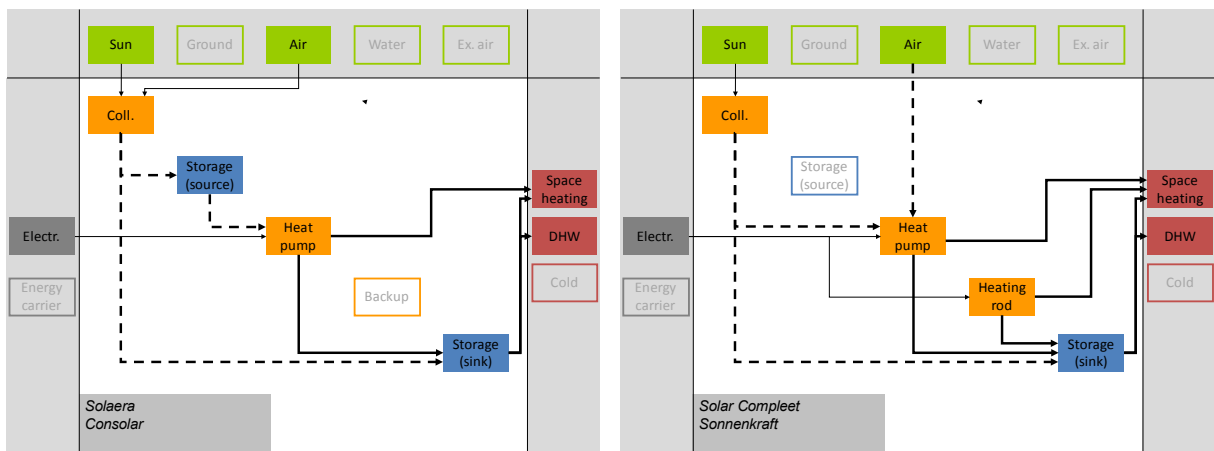 Sun
Ground
Air
Water
Ex. air
Coll.
Storage
(source)
Space
heating
Electr.
Heat
pump
DHW
Energy
carrier
Backup
Cold
Storage
(sink)
Solaera
Consolar
Sun
Ground
Air
Water
Ex. air
Coll.
Storage
(source)
Space
heating
Electr.
Heat
pump
DHW
Energy
carrier
Heating
rod
Cold
Storage
(sink)
Solar Compleet
Sonnenkraft